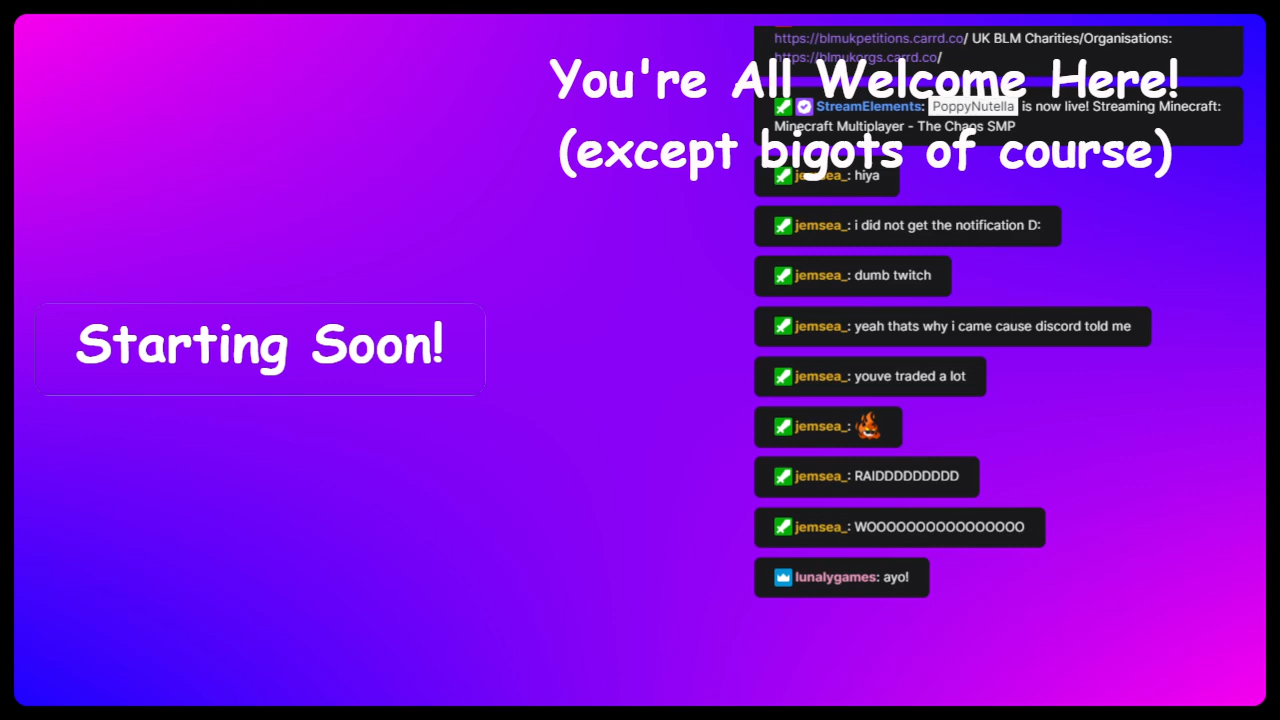 https://blmukpetitions.carrd.co/ UK BLM Charities/Organisations:
https://blmukorgs.carrd.co/
You're All Welcome Here!
StreamElements: PoppyNutella is now live! Streaming Minecraft:
Minecraft Multiplayer - The Chaos SMP
(except bigots of course)
jemsea_: hiya
jemsea_: i did not get the notification D:
jemsea_: dumb twitch
jemsea_: yeah thats why i came cause discord told me
Starting Soon!
jemsea_: youve traded a lot
jemsea_:
jemsea_: RAIDDDDDDDDD
jemsea_: WOOOOOOOOOOOOOOOO
lunalygames: ayo!